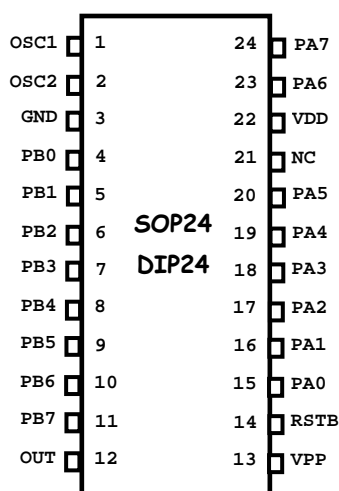 OSC1 1 24 PA7
OSC2 2 23 PA6
GND 3 22 VDD
PB0 4 21 NC
PB1 5 20 PA5
PB2 6 SOP24 19 PA4
PB3 7 DIP24 18 PA3
PB4 8 17 PA2
PB5 9 16 PA1
PB6 10 15 PA0
PB7 11 14 RSTB
OUT 12 13 VPP